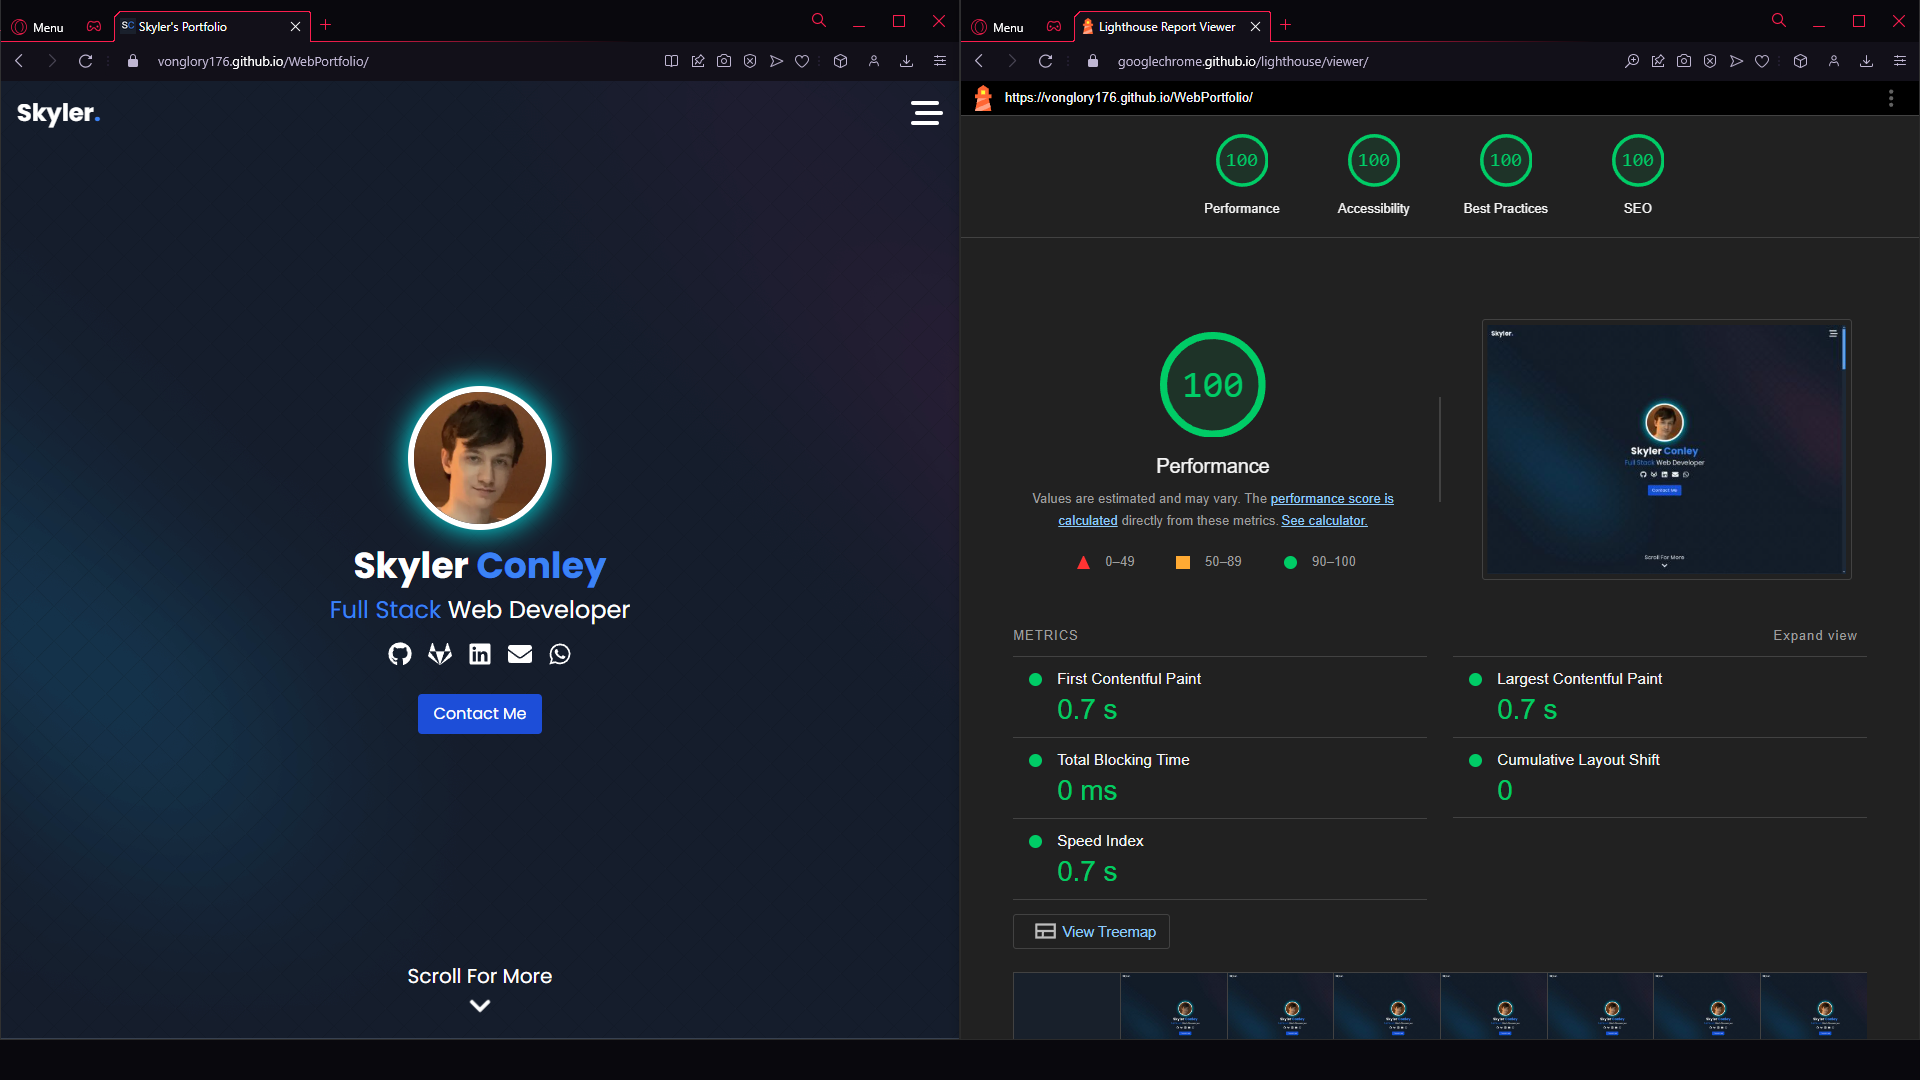 Menu
SC Skyler's Portfolio
vonglory176.github.io/WebPortfolio/
Skyler.
Skyler Conley
Full Stack Web Developer
Contact Me
Scroll For More
Menu
Lighthouse Report Viewer
googlechrome.github.io/lighthouse/viewer/
https://vonglory176.github.io/WebPortfolio/
100 100 100 100
Performance Accessibility Best Practices SEO
100
Performance
Values are estimated and may vary. The performance score is
calculated directly from these metrics. See calculator.
0–49 50–89 90–100
Skyler.
Skyler Conley
Full Stack Web Developer
Contact Me
Scroll For More
METRICS Expand view
First Contentful Paint
0.7 s
Largest Contentful Paint
0.7 s
Total Blocking Time
0 ms
Cumulative Layout Shift
0
Speed Index
0.7 s
View Treemap